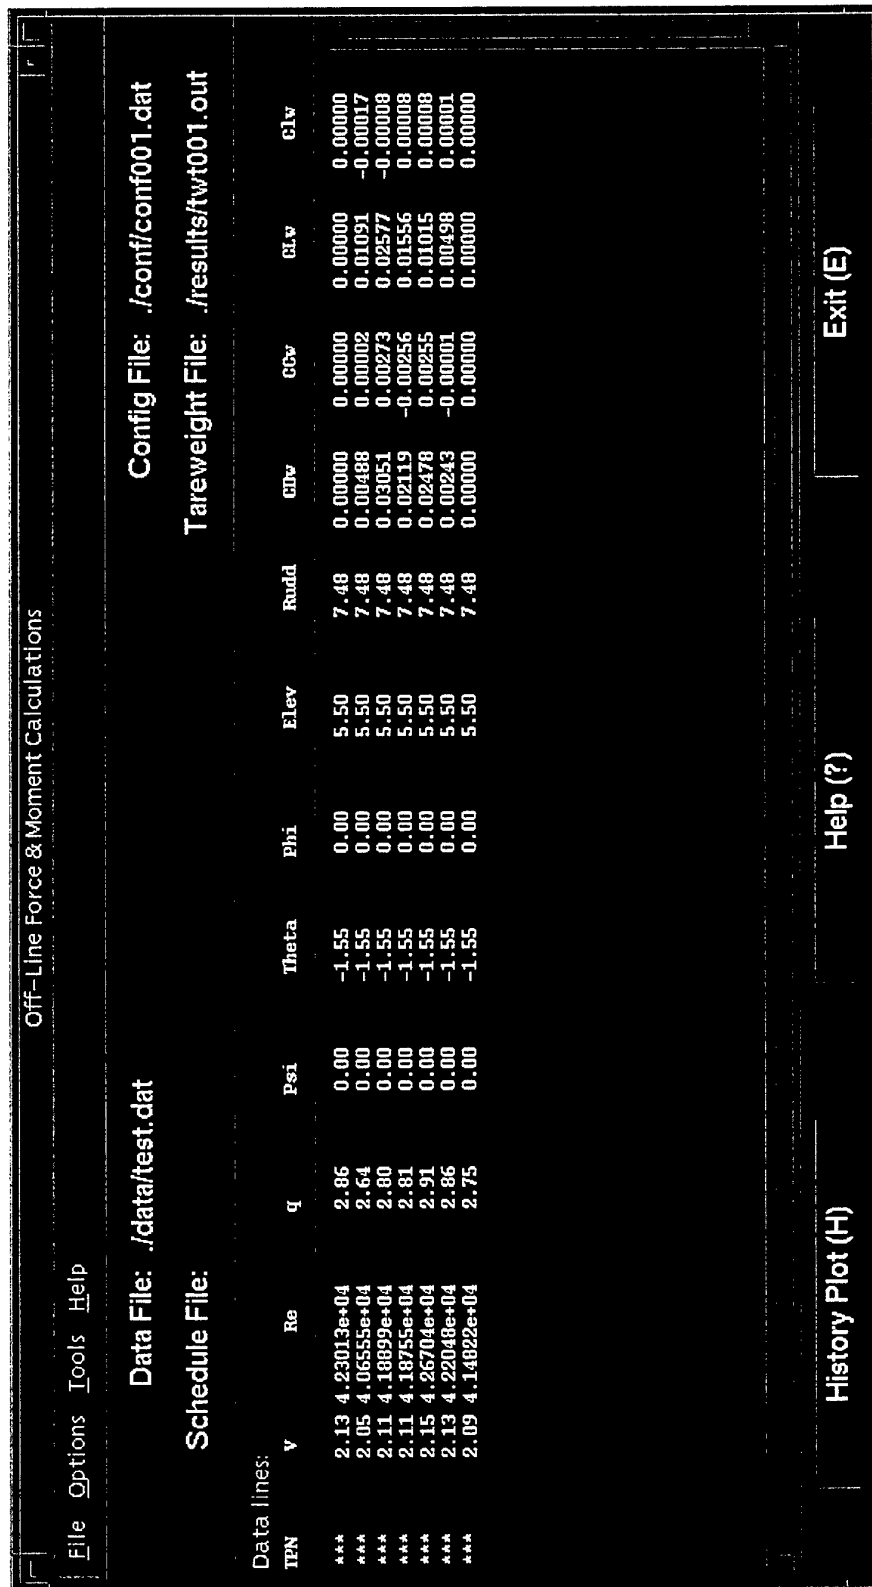 Off-Line Force & Moment Calculations
File Options Tools Help
Data File: ./data/test.dat Config File: ./conf/conf001.dat
Schedule File: Tareweight File: ./results/twt001.out
Data lines:
TPN V Re q Psi Theta Phi Elev Rudd CDw CCw CLw Clw
*** 2.13 4.23013e+04 2.86 0.00 -1.55 0.00 5.50 7.48 0.00000 0.00000 0.00000 0.00000
*** 2.05 4.06555e+04 2.64 0.00 -1.55 0.00 5.50 7.48 0.00488 0.00002 0.01091 -0.00017
*** 2.11 4.18899e+04 2.80 0.00 -1.55 0.00 5.50 7.48 0.03051 0.00273 0.02577 -0.00008
*** 2.11 4.18755e+04 2.81 0.00 -1.55 0.00 5.50 7.48 0.02119 -0.00256 0.01556 0.00008
*** 2.15 4.26704e+04 2.91 0.00 -1.55 0.00 5.50 7.48 0.02478 0.00255 0.01015 0.00008
*** 2.13 4.22048e+04 2.86 0.00 -1.55 0.00 5.50 7.48 0.00243 -0.00001 0.00498 0.00001
*** 2.09 4.14822e+04 2.75 0.00 -1.55 0.00 5.50 7.48 0.00000 0.00000 0.00000 0.00000
History Plot (H) Help (?) Exit (E)